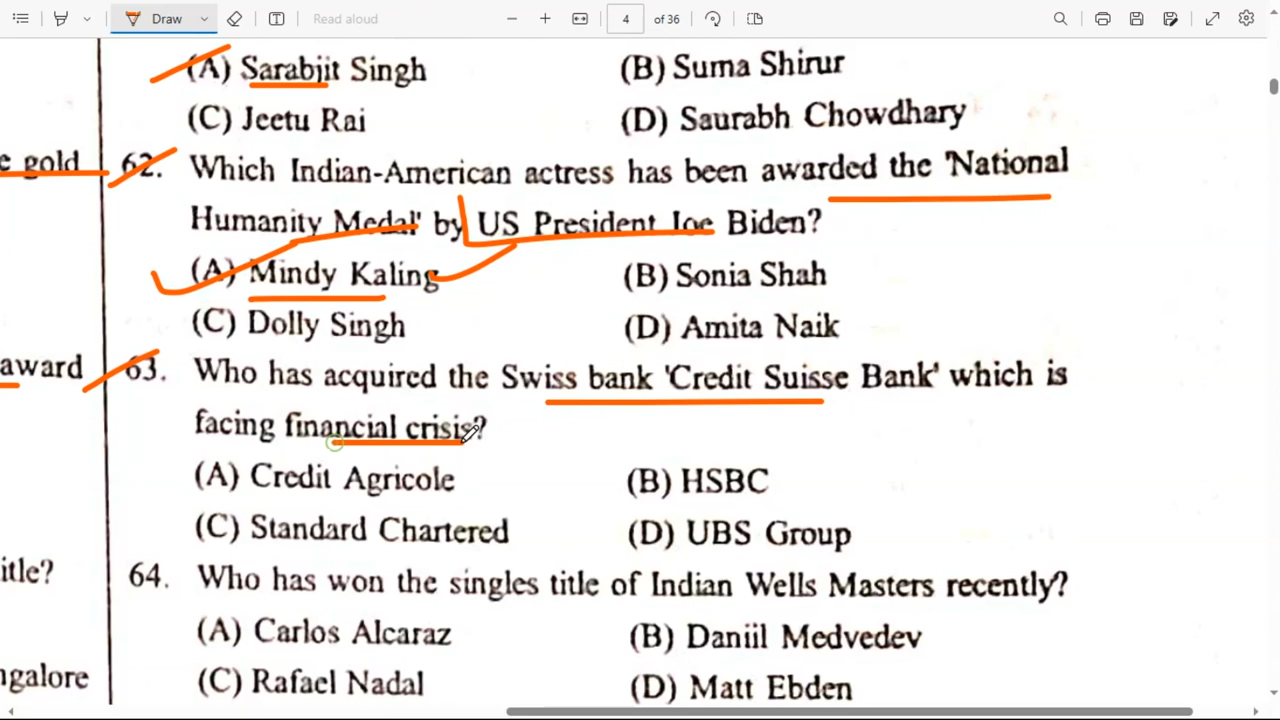 Draw
Read aloud
4
of 36
(A) Sarabjit Singh
(B) Suma Shirur
(C) Jeetu Rai
(D) Saurabh Chowdhary
e gold
62. Which Indian-American actress has been awarded the 'National
Humanity Medal' by US President Joe Biden?
(A) Mindy Kaling
(B) Sonia Shah
(C) Dolly Singh
(D) Amita Naik
award
63. Who has acquired the Swiss bank 'Credit Suisse Bank' which is
facing financial crisis?
(A) Credit Agricole
(B) HSBC
(C) Standard Chartered
(D) UBS Group
itle?
64. Who has won the singles title of Indian Wells Masters recently?
(A) Carlos Alcaraz
(B) Daniil Medvedev
ngalore
(C) Rafael Nadal
(D) Matt Ebden